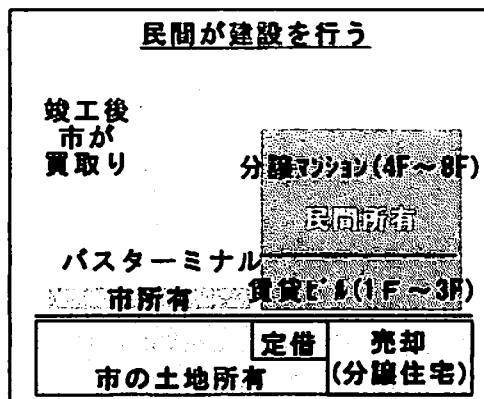 民間が建設を行う
竣工後
市が
買取り
分譲マンション(4F～8F)
民間所有
バスターミナル
市所有
賃貸ビル(1F～3F)
定借
売却
(分譲住宅)
市の土地所有